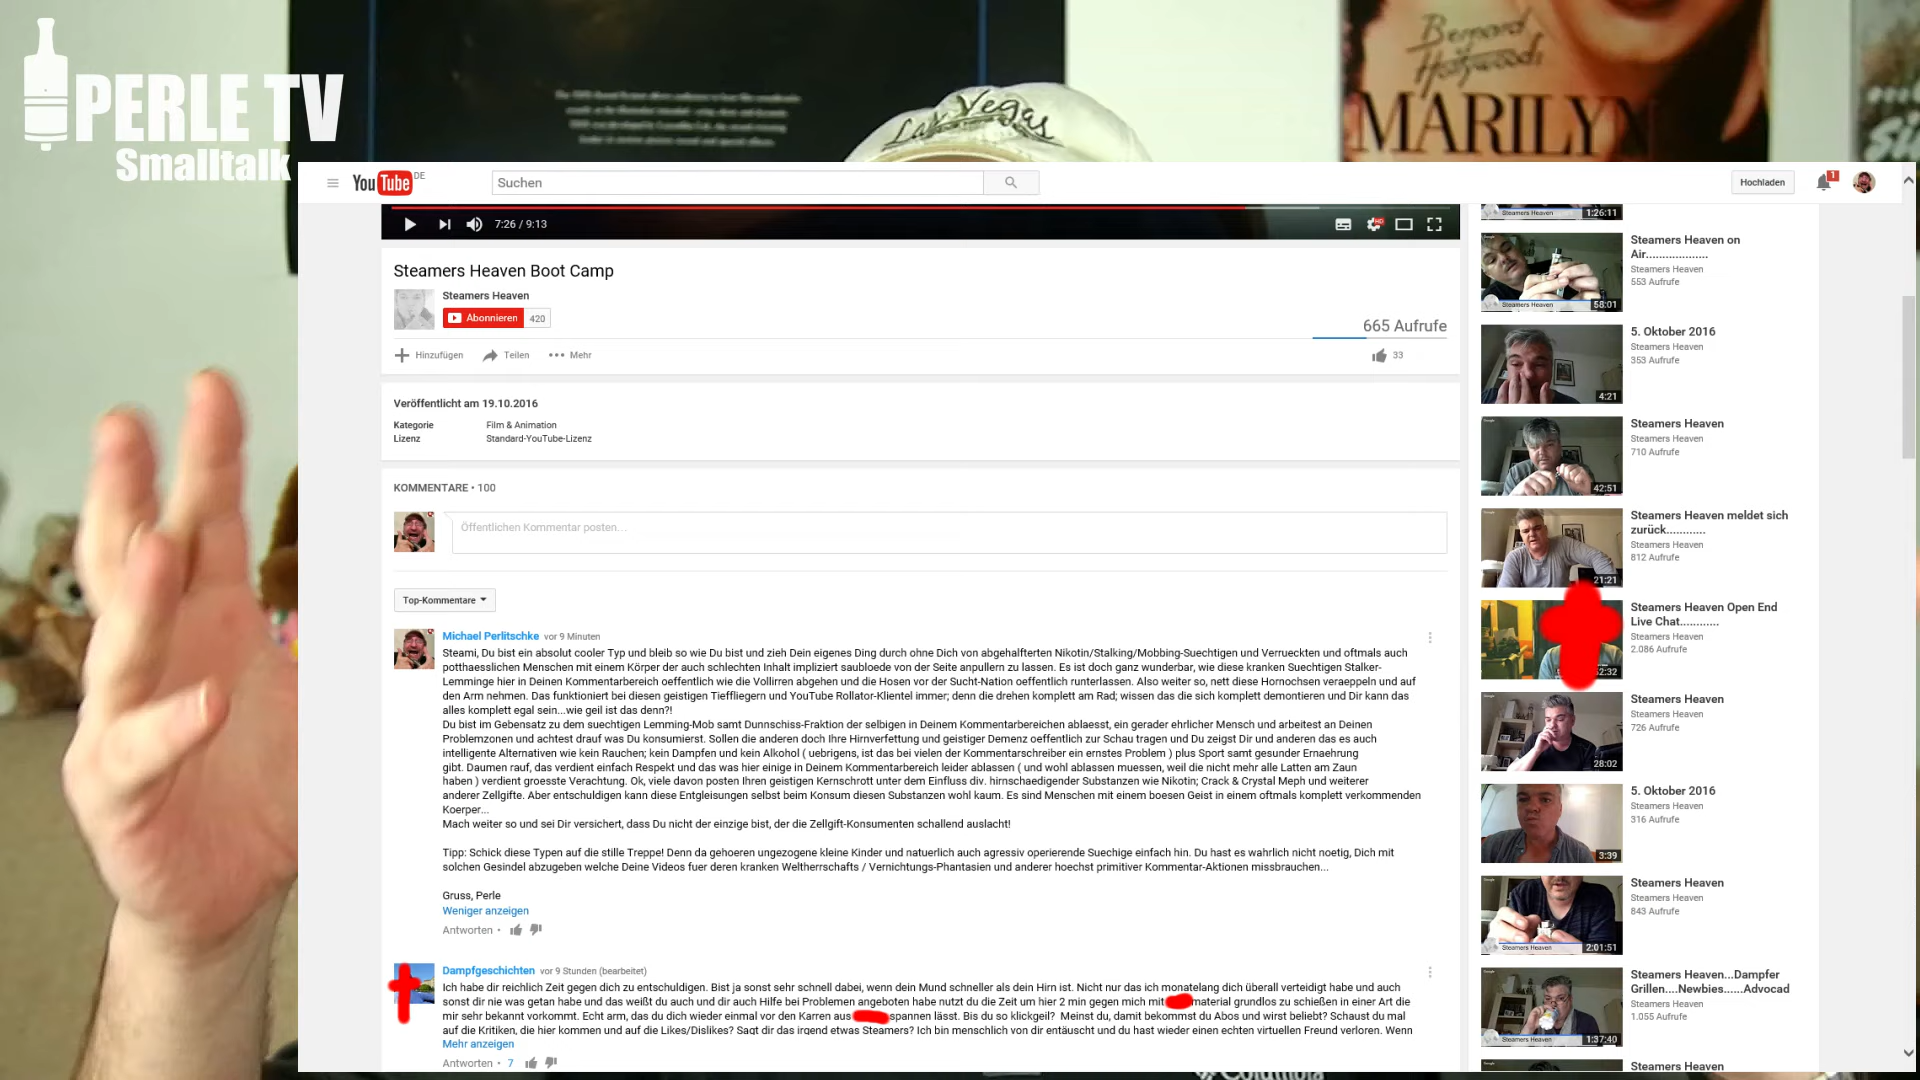 Bernard of Hollywoods
MARILYN
Las Vegas
PERLE TV
Smalltalk
YouTube DE
Suchen
Hochladen
1
7:26 / 9:13
HD
Steamers Heaven Boot Camp
Steamers Heaven
Abonnieren 420
665 Aufrufe
Hinzufügen Teilen Mehr
33
Veröffentlicht am 19.10.2016
Kategorie Film & Animation
Lizenz Standard-YouTube-Lizenz
KOMMENTARE • 100
Öffentlichen Kommentar posten...
Top-Kommentare
Michael Perlitschke vor 9 Minuten
Steami, Du bist ein absolut cooler Typ und bleib so wie Du bist und zieh Dein eigenes Ding durch ohne Dich von abgehalfterten Nikotin/Stalking/Mobbing-Suechtigen und Verrueckten und oftmals auch
potthaesslichen Menschen mit einem Körper der auch schlechten Inhalt impliziert saubloede von der Seite anpullern zu lassen. Es ist doch ganz wunderbar, wie diese kranken Suechtigen Stalker-
Lemminge hier in Deinen Kommentarbereich oeffentlich wie die Vollirren abgehen und die Hosen vor der Sucht-Nation oeffentlich runterlassen. Also weiter so, nett diese Hornochsen veraeppeln und auf
den Arm nehmen. Das funktioniert bei diesen geistigen Tieffliegern und YouTube Rollator-Klientel immer; denn die drehen komplett am Rad; wissen das die sich komplett demontieren und Dir kann das
alles komplett egal sein...wie geil ist das denn?!
Du bist im Gebensatz zu dem suechtigen Lemming-Mob samt Dunnschiss-Fraktion der selbigen in Deinem Kommentarbereichen ablaesst, ein gerader ehrlicher Mensch und arbeitest an Deinen
Problemzonen und achtest drauf was Du konsumierst. Sollen die anderen doch Ihre Hirnverfettung und geistiger Demenz oeffentlich zur Schau tragen und Du zeigst Dir und anderen das es auch
intelligente Alternativen wie kein Rauchen; kein Dampfen und kein Alkohol ( uebrigens, ist das bei vielen der Kommentarschreiber ein ernstes Problem ) plus Sport samt gesunder Ernaehrung
gibt. Daumen rauf, das verdient einfach Respekt und das was hier einige in Deinem Kommentarbereich leider ablassen ( und wohl ablassen muessen, weil die nicht mehr alle Latten am Zaun
haben ) verdient groesste Verachtung. Ok, viele davon posten Ihren geistigen Kernschrott unter dem Einfluss div. hirnschaedigender Substanzen wie Nikotin; Crack & Crystal Meph und weiterer
anderer Zellgifte. Aber entschuldigen kann diese Entgleisungen selbst beim Konsum diesen Substanzen wohl kaum. Es sind Menschen mit einem boesen Geist in einem oftmals komplett verkommenden
Koerper...
Mach weiter so und sei Dir versichert, dass Du nicht der einzige bist, der die Zellgift-Konsumenten schallend auslacht!
Tipp: Schick diese Typen auf die stille Treppe! Denn da gehoeren ungezogene kleine Kinder und natuerlich auch agressiv operierende Suechige einfach hin. Du hast es wahrlich nicht noetig, Dich mit
solchen Gesindel abzugeben welche Deine Videos fuer deren kranken Weltherrschafts / Vernichtungs-Phantasien und anderer hoechst primitiver Kommentar-Aktionen missbrauchen...
Gruss, Perle
Weniger anzeigen
Antworten •
Dampfgeschichten vor 9 Stunden (bearbeitet)
Ich habe dir reichlich Zeit gegen dich zu entschuldigen. Bist ja sonst sehr schnell dabei, wenn dein Mund schneller als dein Hirn ist. Nicht nur das ich monatelang dich überall verteidigt habe und auch
sonst dir nie was getan habe und das weißt du auch und dir auch Hilfe bei Problemen angeboten habe nutzt du die Zeit um hier 2 min gegen mich mit material grundlos zu schießen in einer Art die
mir sehr bekannt vorkommt. Echt arm, das du dich wieder einmal vor den Karren aus spannen lässt. Bis du so klickgeil? Meinst du, damit bekommst du Abos und wirst beliebt? Schaust du mal
auf die Kritiken, die hier kommen und auf die Likes/Dislikes? Sagt dir das irgend etwas Steamers? Ich bin menschlich von dir entäuscht und du hast wieder einen echten virtuellen Freund verloren. Wenn
Mehr anzeigen
Antworten • 7
Steamers Heaven 1:26:11
Steamers Heaven on
Air...................
Steamers Heaven
553 Aufrufe
Steamers Heaven 58:01
5. Oktober 2016
Steamers Heaven
353 Aufrufe
4:21
Steamers Heaven
Steamers Heaven
710 Aufrufe
42:51
Steamers Heaven meldet sich
zurück............
Steamers Heaven
812 Aufrufe
21:21
Steamers Heaven Open End
Live Chat............
Steamers Heaven
2.086 Aufrufe
2:32
Steamers Heaven
Steamers Heaven
726 Aufrufe
28:02
5. Oktober 2016
Steamers Heaven
316 Aufrufe
3:39
Steamers Heaven
Steamers Heaven
843 Aufrufe
Steamers Heaven 2:01:51
Steamers Heaven...Dampfer
Grillen....Newbies......Advocad
Steamers Heaven
1.055 Aufrufe
Steamers Heaven 1:37:40
Steamers Heaven